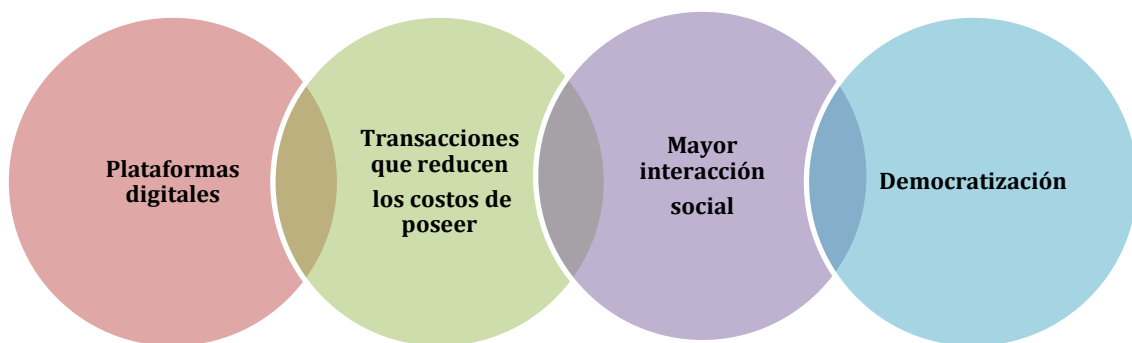 Plataformas
digitales
Transacciones
que reducen
los costos de
poseer
Mayor
interacción
social
Democratización